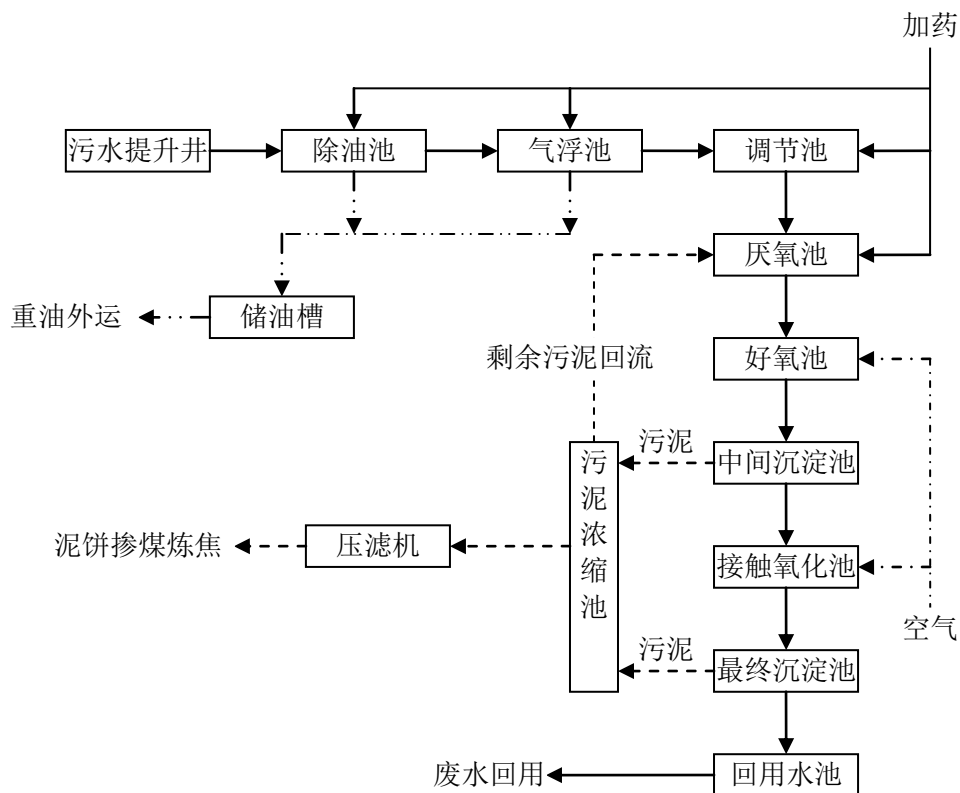 加药
污水提升井
除油池
气浮池
调节池
厌氧池
重油外运
储油槽
剩余污泥回流
好氧池
污泥
中间沉淀池
污泥浓缩池
泥饼掺煤炼焦
压滤机
接触氧化池
空气
污泥
最终沉淀池
废水回用
回用水池